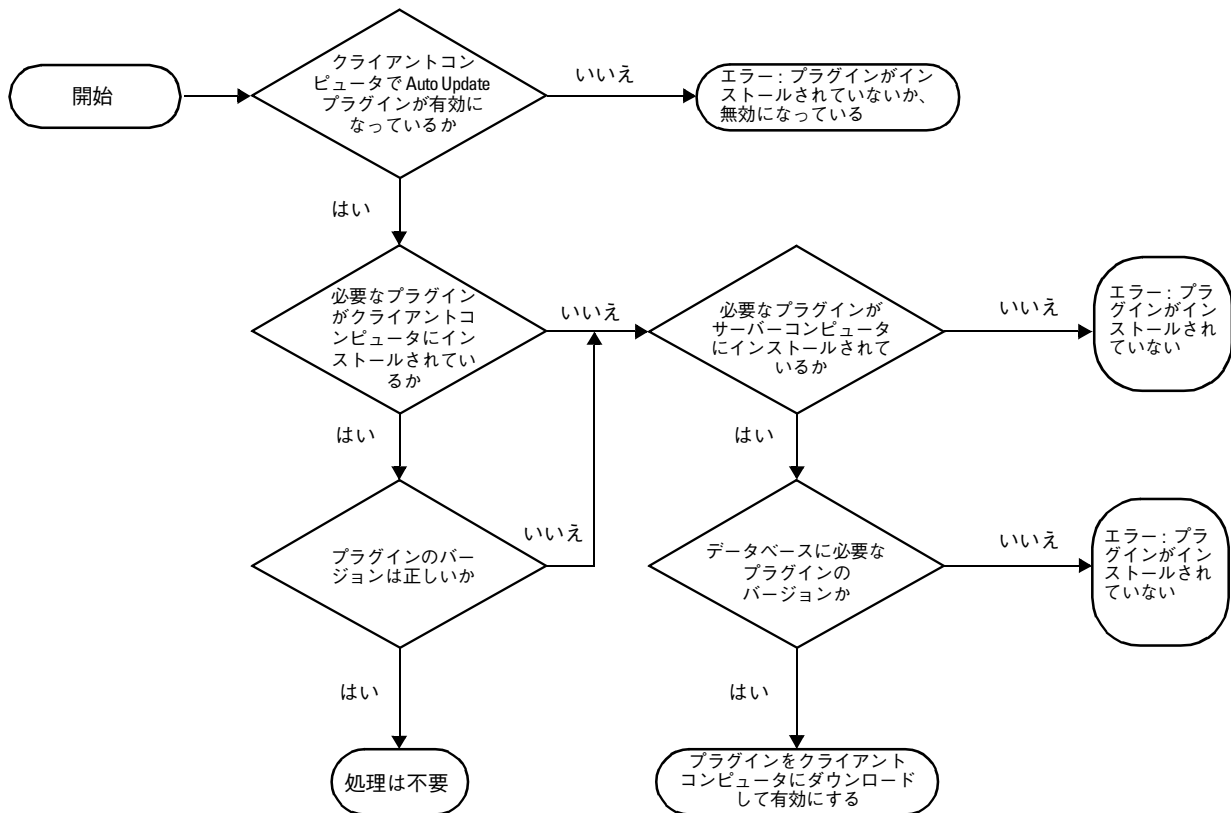 開始
クライアントコン
ピュータで Auto Update
プラグインが有効に
なっているか
いいえ
エラー : プラグインがイン
ストールされていないか、
無効になっている
はい
必要なプラグイン
がクライアントコ
ンピュータにイン
ストールされてい
るか
いいえ
必要なプラグインが
サーバーコンピュータ
にインストールされて
いるか
いいえ
エラー : プラ
グインがイン
ストールされ
ていない
はい
はい
プラグインのバー
ジョンは正しいか
いいえ
データベースに必要な
プラグインの
バージョンか
いいえ
エラー : プラ
グインがイン
ストールされ
ていない
はい
はい
処理は不要
プラグインをクライアント
コンピュータにダウンロード
して有効にする